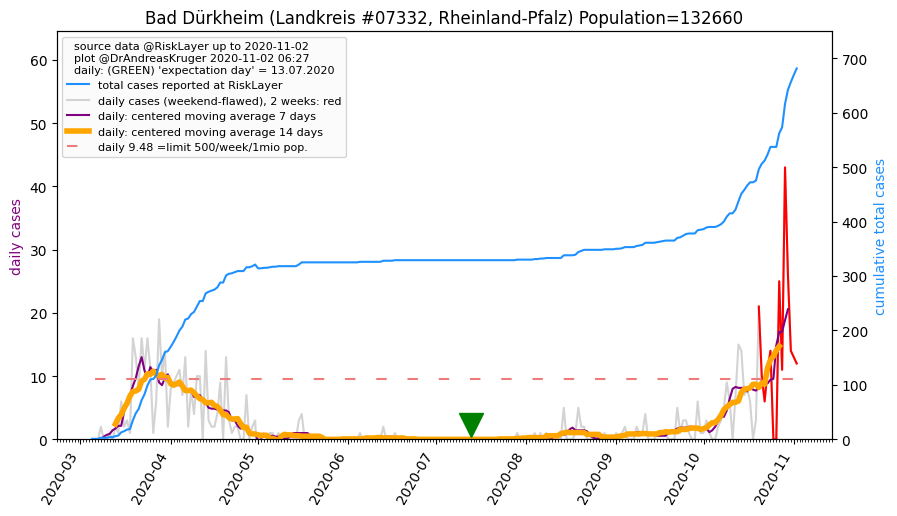 Bad Dürkheim (Landkreis #07332, Rheinland-Pfalz) Population=132660
source data @RiskLayer up to 2020-11-02
plot @DrAndreasKruger 2020-11-02 06:27
daily: (GREEN) 'expectation day' = 13.07.2020
total cases reported at RiskLayer
daily cases (weekend-flawed), 2 weeks: red
daily: centered moving average 7 days
daily: centered moving average 14 days
daily 9.48 =limit 500/week/1mio pop.
daily cases
60
50
40
30
20
10
0
cumulative total cases
700
600
500
400
300
200
100
0
2020-03
2020-04
2020-05
2020-06
2020-07
2020-08
2020-09
2020-10
2020-11